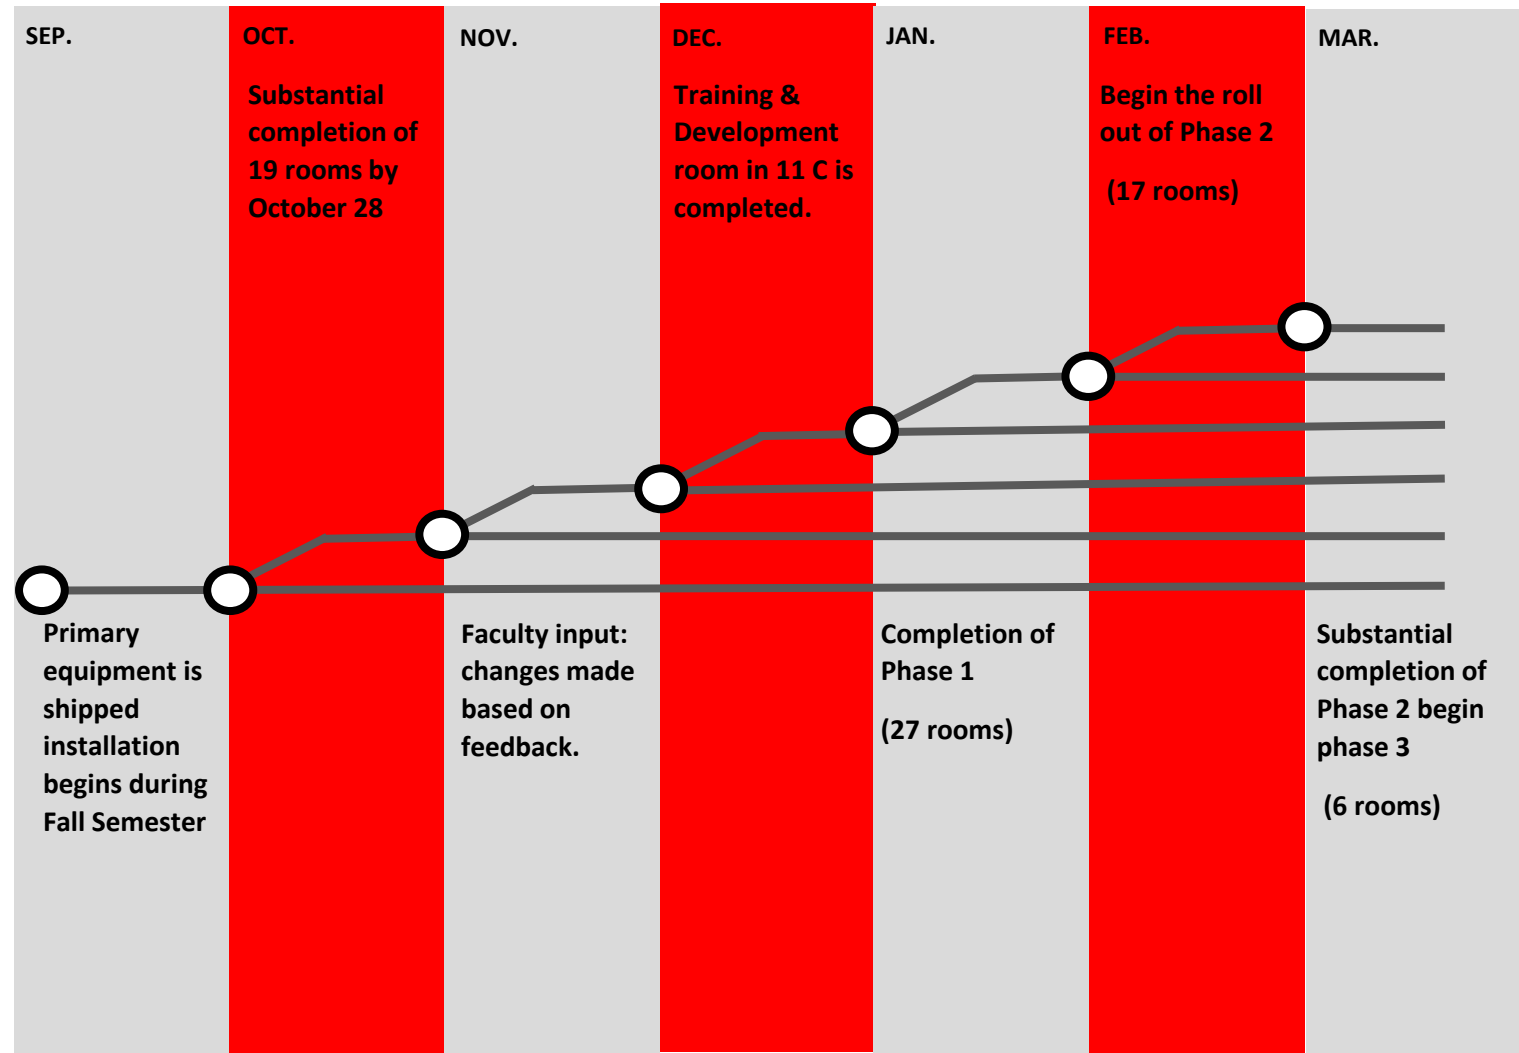 SEP.
Primary
equipment is
shipped
installation
begins during
Fall Semester
OCT.
Substantial
completion of
19 rooms by
October 28
NOV.
Faculty input:
changes made
based on
feedback.
DEC.
Training &
Development
room in 11 C is
completed.
JAN.
Completion of
Phase 1
(27 rooms)
FEB.
Begin the roll
out of Phase 2
(17 rooms)
MAR.
Substantial
completion of
Phase 2 begin
phase 3
(6 rooms)